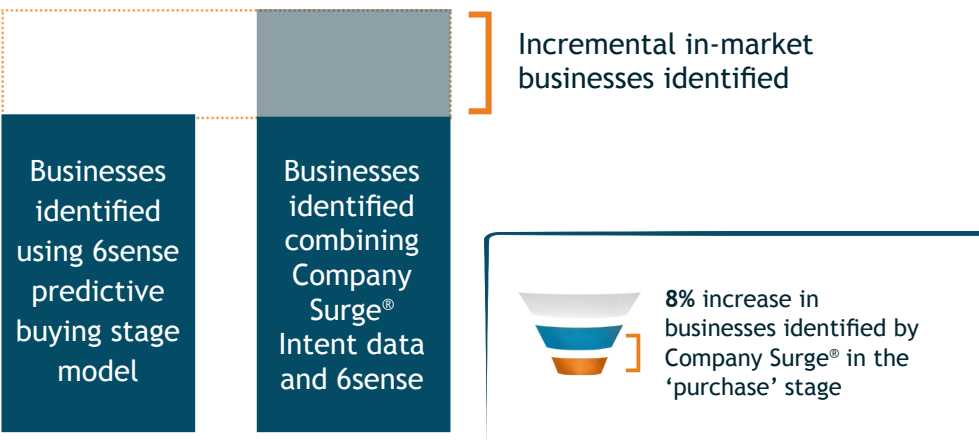 Incremental in-market
businesses identified
Businesses
identified
using 6sense
predictive
buying stage
model
Businesses
identified
combining
Company
Surge®
Intent data
and 6sense
8% increase in
businesses identified by
Company Surge® in the
‘purchase’ stage